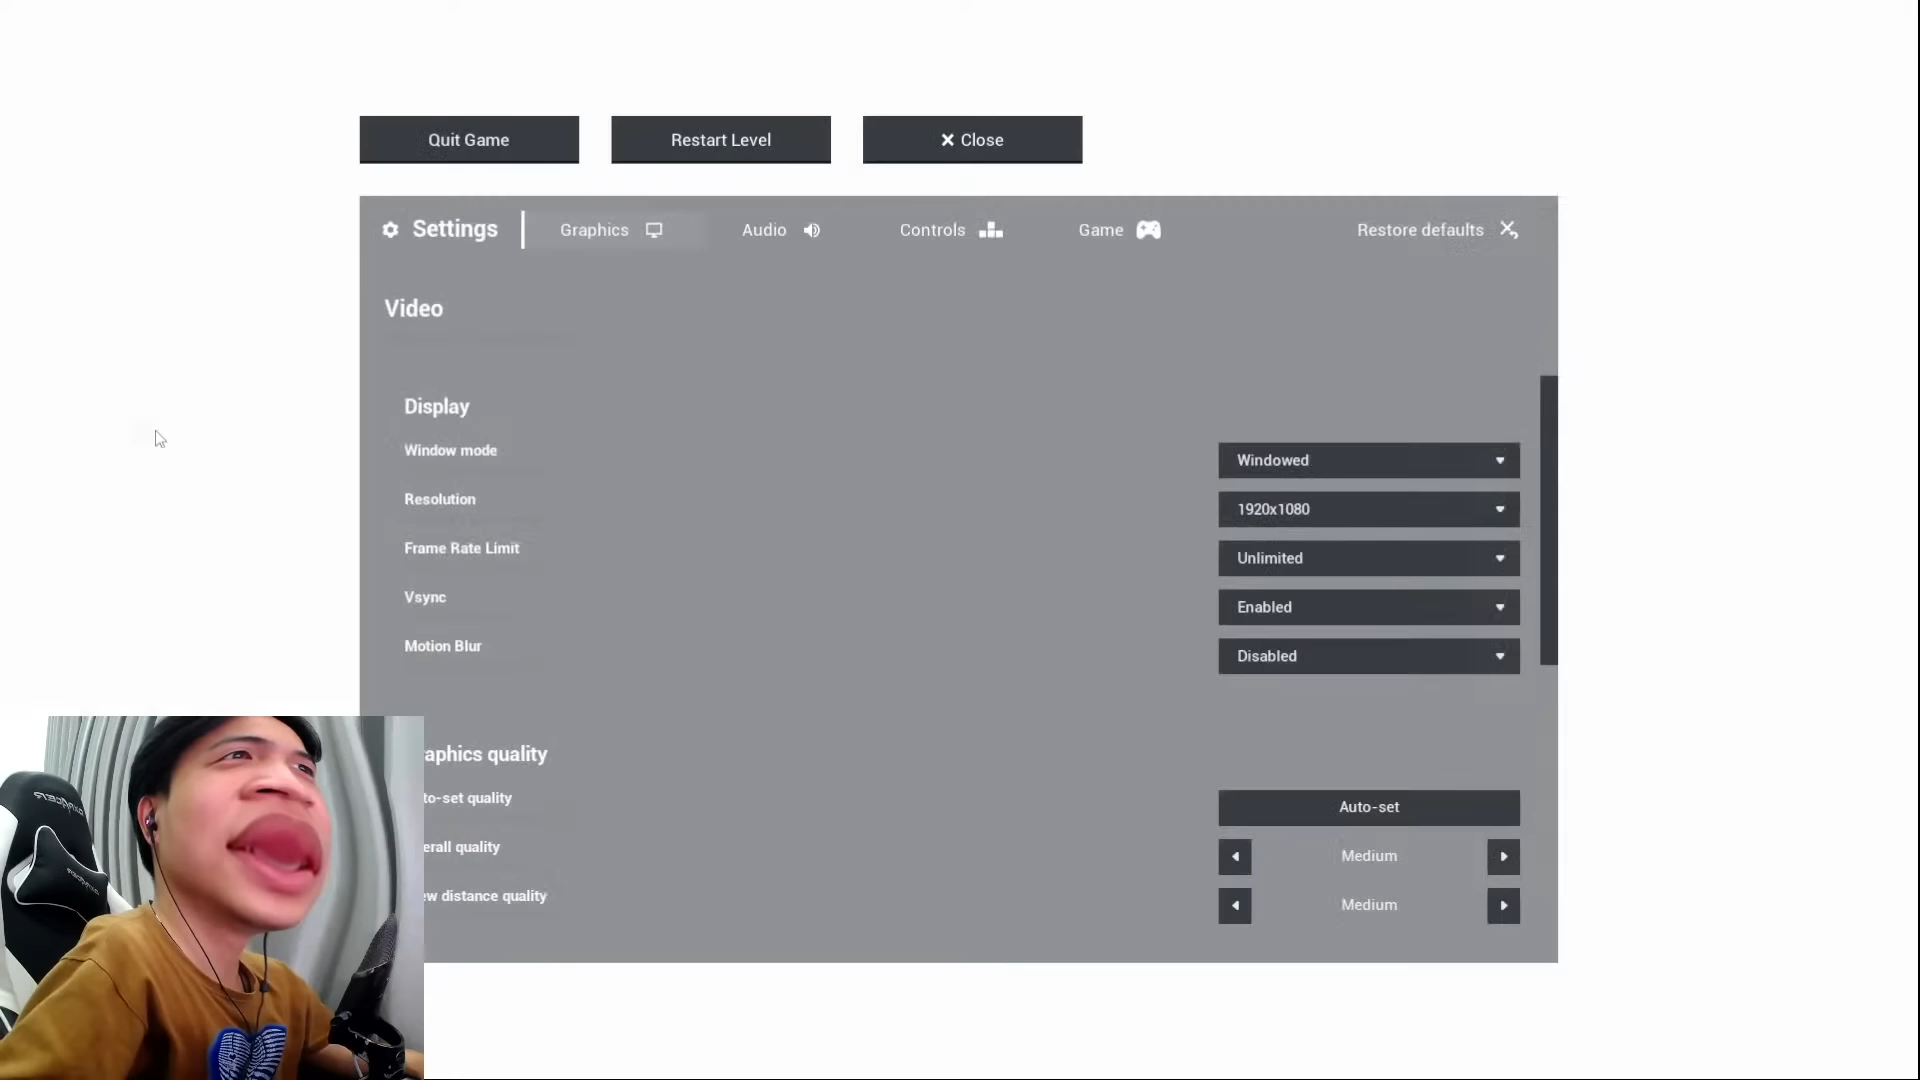 Quit Game
Restart Level
Close
Settings
Graphics
Audio
Controls
Game
Restore defaults
Video
Display
Window mode
Windowed
Resolution
1920x1080
Frame Rate Limit
Unlimited
Vsync
Enabled
Motion Blur
Disabled
aphics quality
to-set quality
Auto-set
erall quality
Medium
ew distance quality
Medium